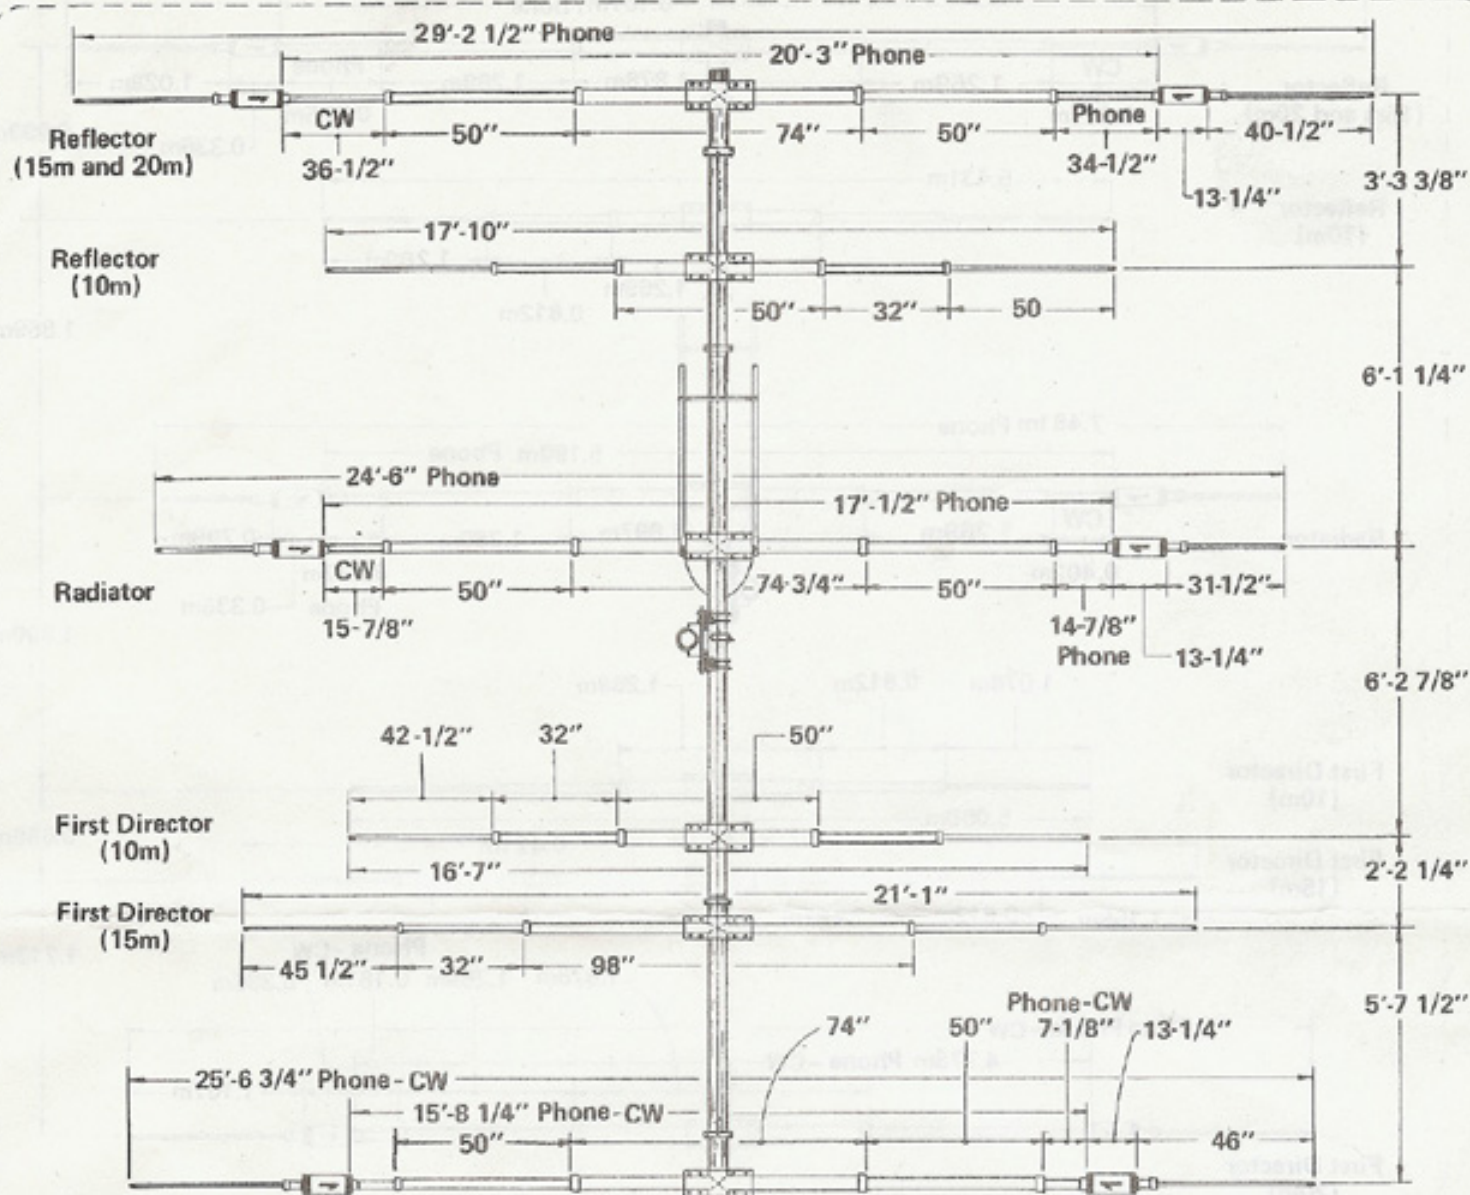 29'-2 1/2" Phone
20'-3" Phone
CW
50"
74"
50"
Phone
40-1/2"
Reflector
(15m and 20m)
36-1/2"
34-1/2"
13-1/4"
3'-3 3/8"
17'-10"
Reflector
(10m)
50"
32"
50
6'-1 1/4"
24'-6" Phone
17'-1/2" Phone
CW
Radiator
50"
74 3/4"
50"
31-1/2"
15-7/8"
14-7/8"
Phone
13-1/4"
6'-2 7/8"
42-1/2"
32"
50"
First Director
(10m)
16'-7"
2'-2 1/4"
21'-1"
First Director
(15m)
45 1/2"
32"
98"
Phone-CW
5'-7 1/2"
74"
50"
7-1/8"
13-1/4"
25'-6 3/4" Phone-CW
15'-8 1/4" Phone-CW
50"
46"